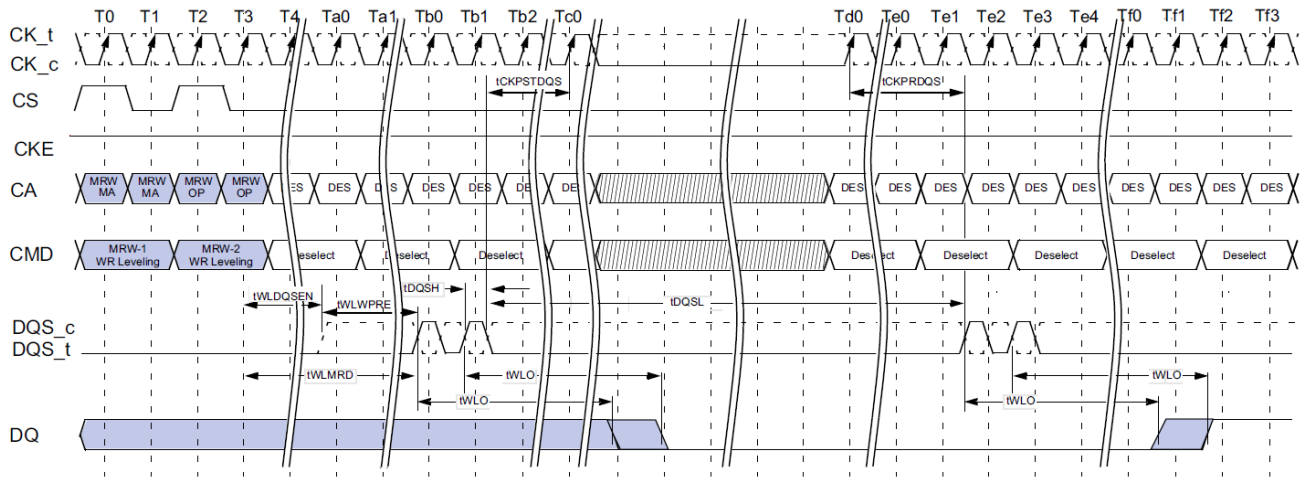 T0 T1 T2 T3 T4 Ta0 Ta1 Tb0 Tb1 Tb2 Tc0 Td0 Te0 Te1 Te2 Te3 Te4 Tf0 Tf1 Tf2 Tf3
CK_t
CK_c
tCKPSTDQS tCKPRDQS
CS
CKE
CA
MRW MRW MRW MRW
MA MA OP OP
ES DES DES DES DES DES DES DES DES DES DES DES DES DES DES DES
CMD
MRW-1 MRW-2
WR Leveling WR Leveling
eselect Deselect Deselect Deselect Deselect Deselect Deselect Deselect
tDQSH
tWLDQSEN tWLWPRE tDQSL
DQS_c
DQS_t
tWLMRD tWLO tWLO
tWLO tWLO
DQ